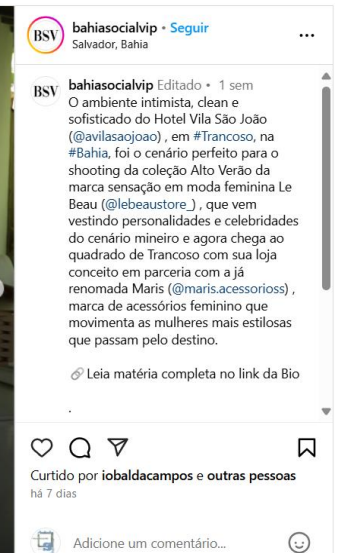 BSV
bahiasocialvip • Seguir
Salvador, Bahia
BSV
bahiasocialvip Editado • 1 sem
O ambiente intimista, clean e
sofisticado do Hotel Vila São João
(@avilasaojoao) , em #Trancoso, na
#Bahia, foi o cenário perfeito para o
shooting da coleção Alto Verão da
marca sensação em moda feminina Le
Beau (@lebeaustore_) , que vem
vestindo personalidades e celebridades
do cenário mineiro e agora chega ao
quadrado de Trancoso com sua loja
conceito em parceria com a já
renomada Maris (@maris.acessorioss) ,
marca de acessórios feminino que
movimenta as mulheres mais estilosas
que passam pelo destino.
🔗 Leia matéria completa no link da Bio
.
Curtido por iobaldacampos e outras pessoas
há 7 dias
Adicione um comentário...